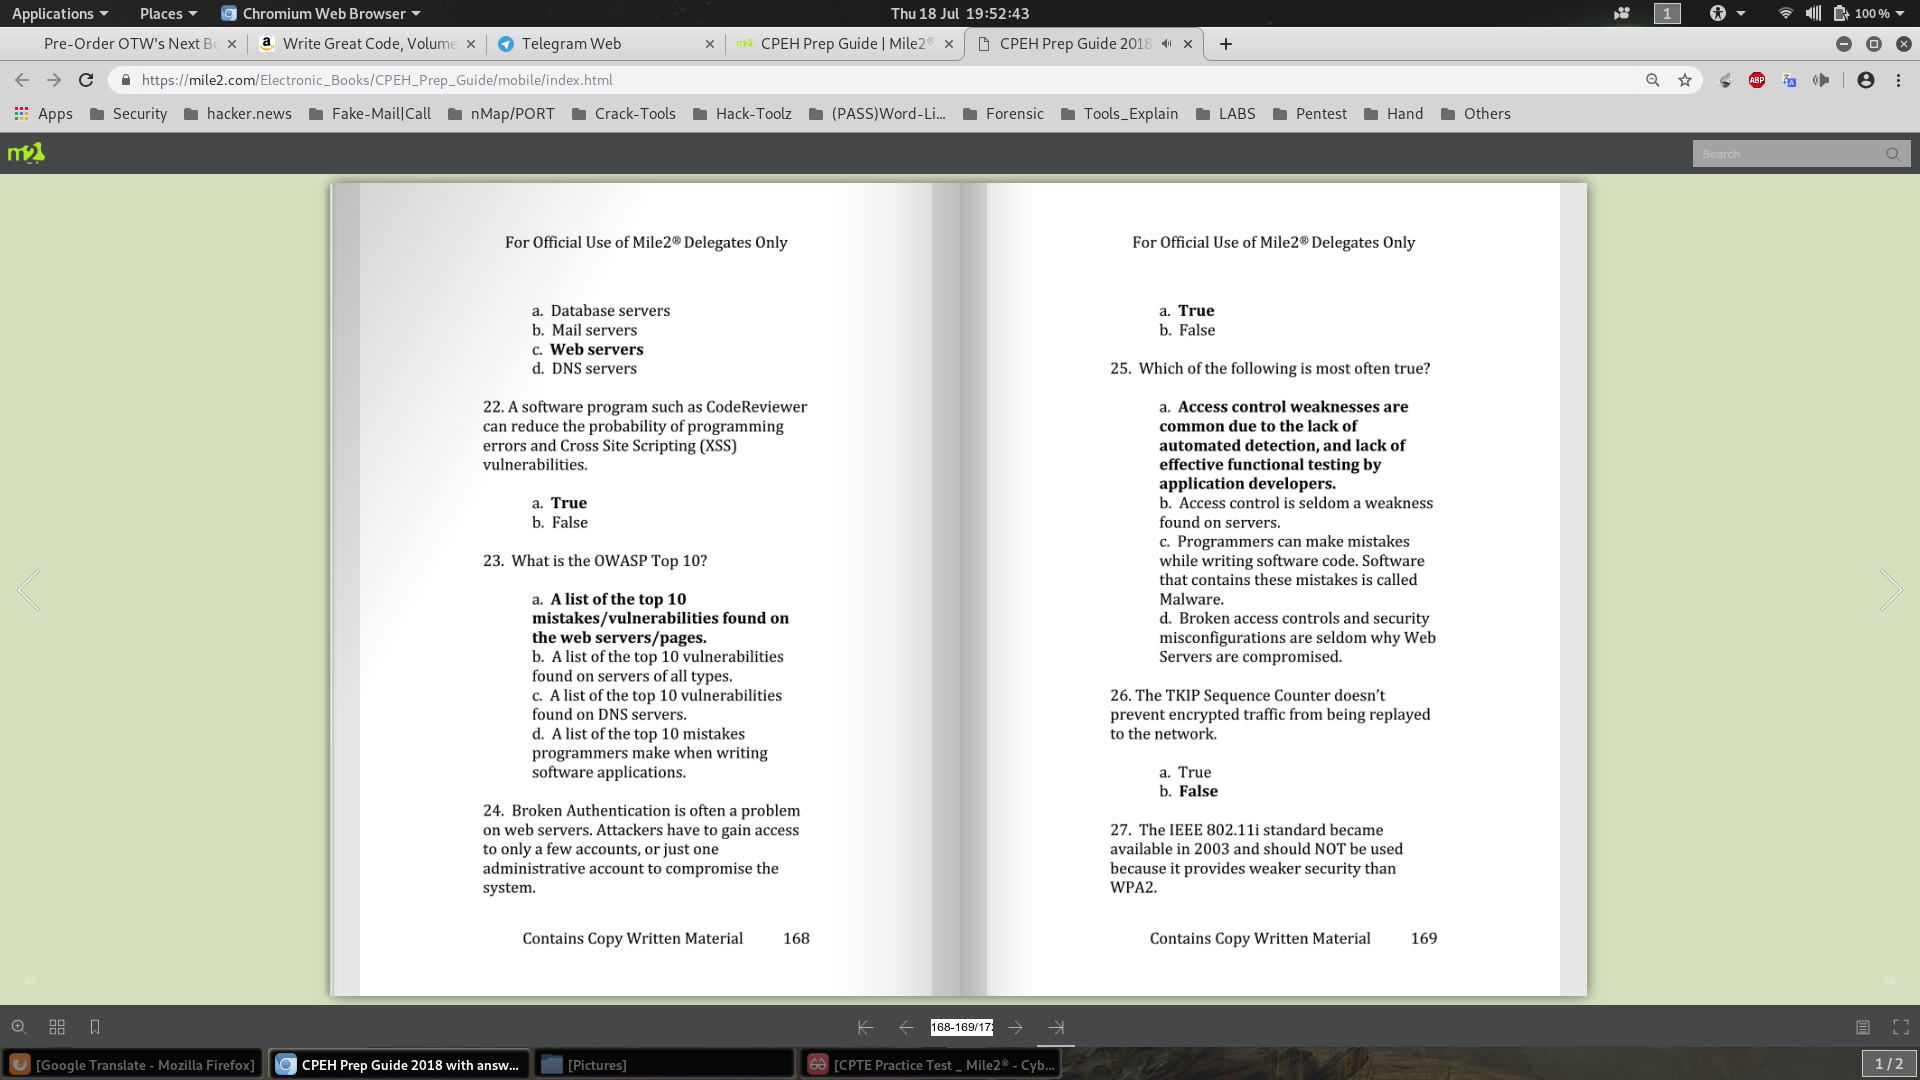 Applications Places Chromium Web Browser Thu 18 Jul 19:52:43 1 100 %
Pre-Order OTW's Next Bo Write Great Code, Volume Telegram Web CPEH Prep Guide | Mile2® CPEH Prep Guide 2018
https://mile2.com/Electronic_Books/CPEH_Prep_Guide/mobile/index.html ABP
Apps Security hacker.news Fake-Mail|Call nMap/PORT Crack-Tools Hack-Toolz (PASS)Word-Li... Forensic Tools_Explain LABS Pentest Hand Others
m2 Search
For Official Use of Mile2® Delegates Only
a. Database servers
b. Mail servers
c. Web servers
d. DNS servers
22. A software program such as CodeReviewer
can reduce the probability of programming
errors and Cross Site Scripting (XSS)
vulnerabilities.
a. True
b. False
23. What is the OWASP Top 10?
a. A list of the top 10
mistakes/vulnerabilities found on
the web servers/pages.
b. A list of the top 10 vulnerabilities
found on servers of all types.
c. A list of the top 10 vulnerabilities
found on DNS servers.
d. A list of the top 10 mistakes
programmers make when writing
software applications.
24. Broken Authentication is often a problem
on web servers. Attackers have to gain access
to only a few accounts, or just one
administrative account to compromise the
system.
Contains Copy Written Material 168
For Official Use of Mile2® Delegates Only
a. True
b. False
25. Which of the following is most often true?
a. Access control weaknesses are
common due to the lack of
automated detection, and lack of
effective functional testing by
application developers.
b. Access control is seldom a weakness
found on servers.
c. Programmers can make mistakes
while writing software code. Software
that contains these mistakes is called
Malware.
d. Broken access controls and security
misconfigurations are seldom why Web
Servers are compromised.
26. The TKIP Sequence Counter doesn't
prevent encrypted traffic from being replayed
to the network.
a. True
b. False
27. The IEEE 802.11i standard became
available in 2003 and should NOT be used
because it provides weaker security than
WPA2.
Contains Copy Written Material 169
168-169/17
[Google Translate - Mozilla Firefox] CPEH Prep Guide 2018 with answ... [Pictures] [CPTE Practice Test _ Mile2® - Cyb... 1 / 2